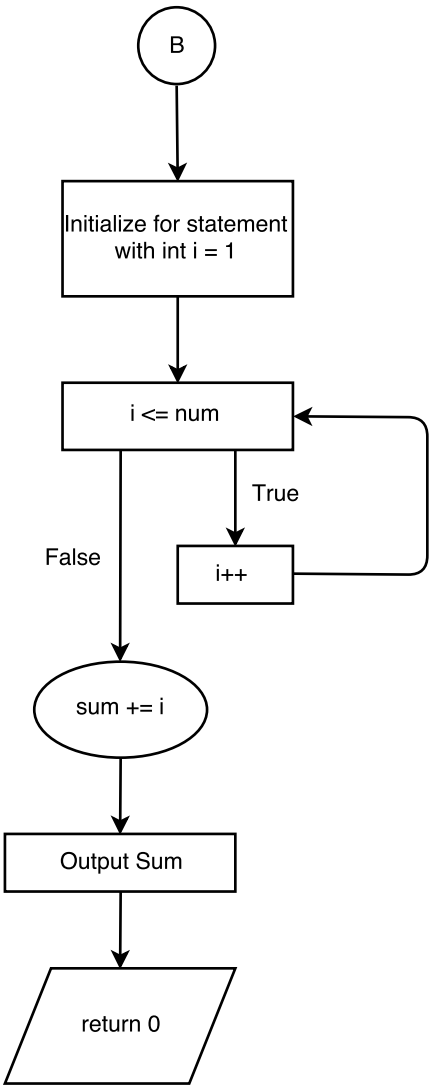 B
Initialize for statement
with int i = 1
i <= num
True
False
i++
sum += i
Output Sum
return 0